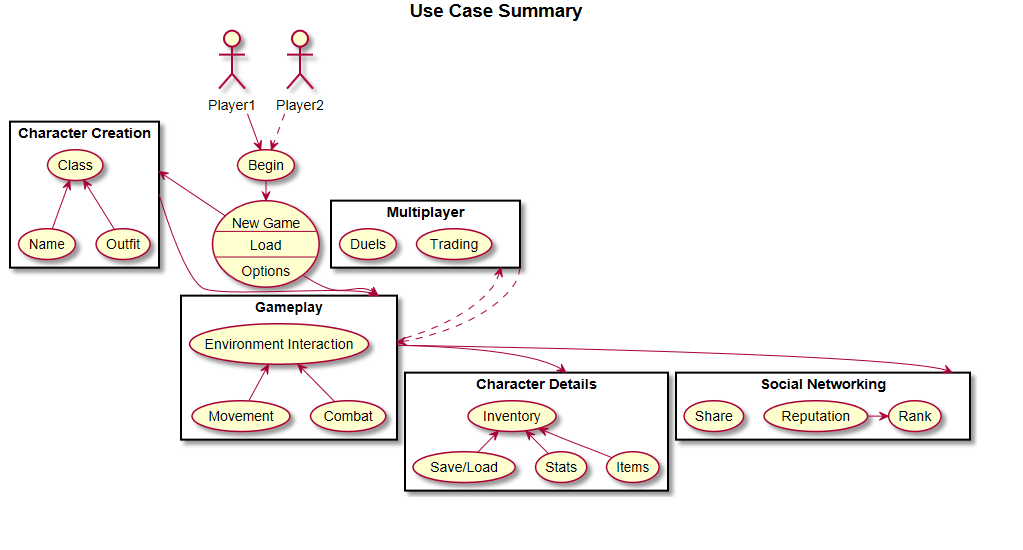 Use Case Summary
Player1
Player2
Character Creation
Class
Name
Outfit
Begin
New Game
Load
Options
Multiplayer
Duels
Trading
Gameplay
Environment Interaction
Movement
Combat
Character Details
Inventory
Save/Load
Stats
Items
Social Networking
Share
Reputation
Rank